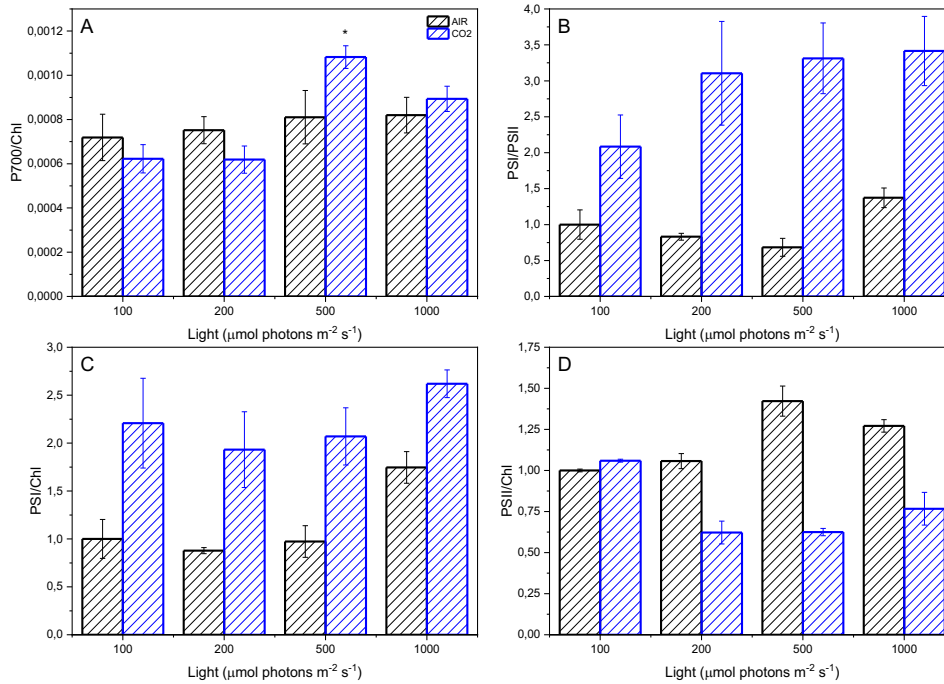 A
AIR
CO2
*
0,0012
0,0010
0,0008
0,0006
0,0004
0,0002
0,0000
P700/Chl
100 200 500 1000
Light (μmol photons m⁻² s⁻¹)
B
4,0
3,5
3,0
2,5
2,0
1,5
1,0
0,5
0,0
PSI/PSII
100 200 500 1000
Light (μmol photons m⁻² s⁻¹)
C
3,0
2,5
2,0
1,5
1,0
0,5
0,0
PSI/Chl
100 200 500 1000
Light (μmol photons m⁻² s⁻¹)
D
1,75
1,50
1,25
1,00
0,75
0,50
0,25
0,00
PSII/Chl
100 200 500 1000
Light (μmol photons m⁻² s⁻¹)